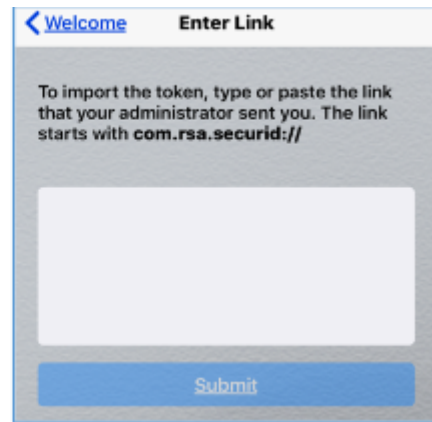 Welcome Enter Link
To import the token, type or paste the link
that your administrator sent you. The link
starts with com.rsa.securid://
Submit